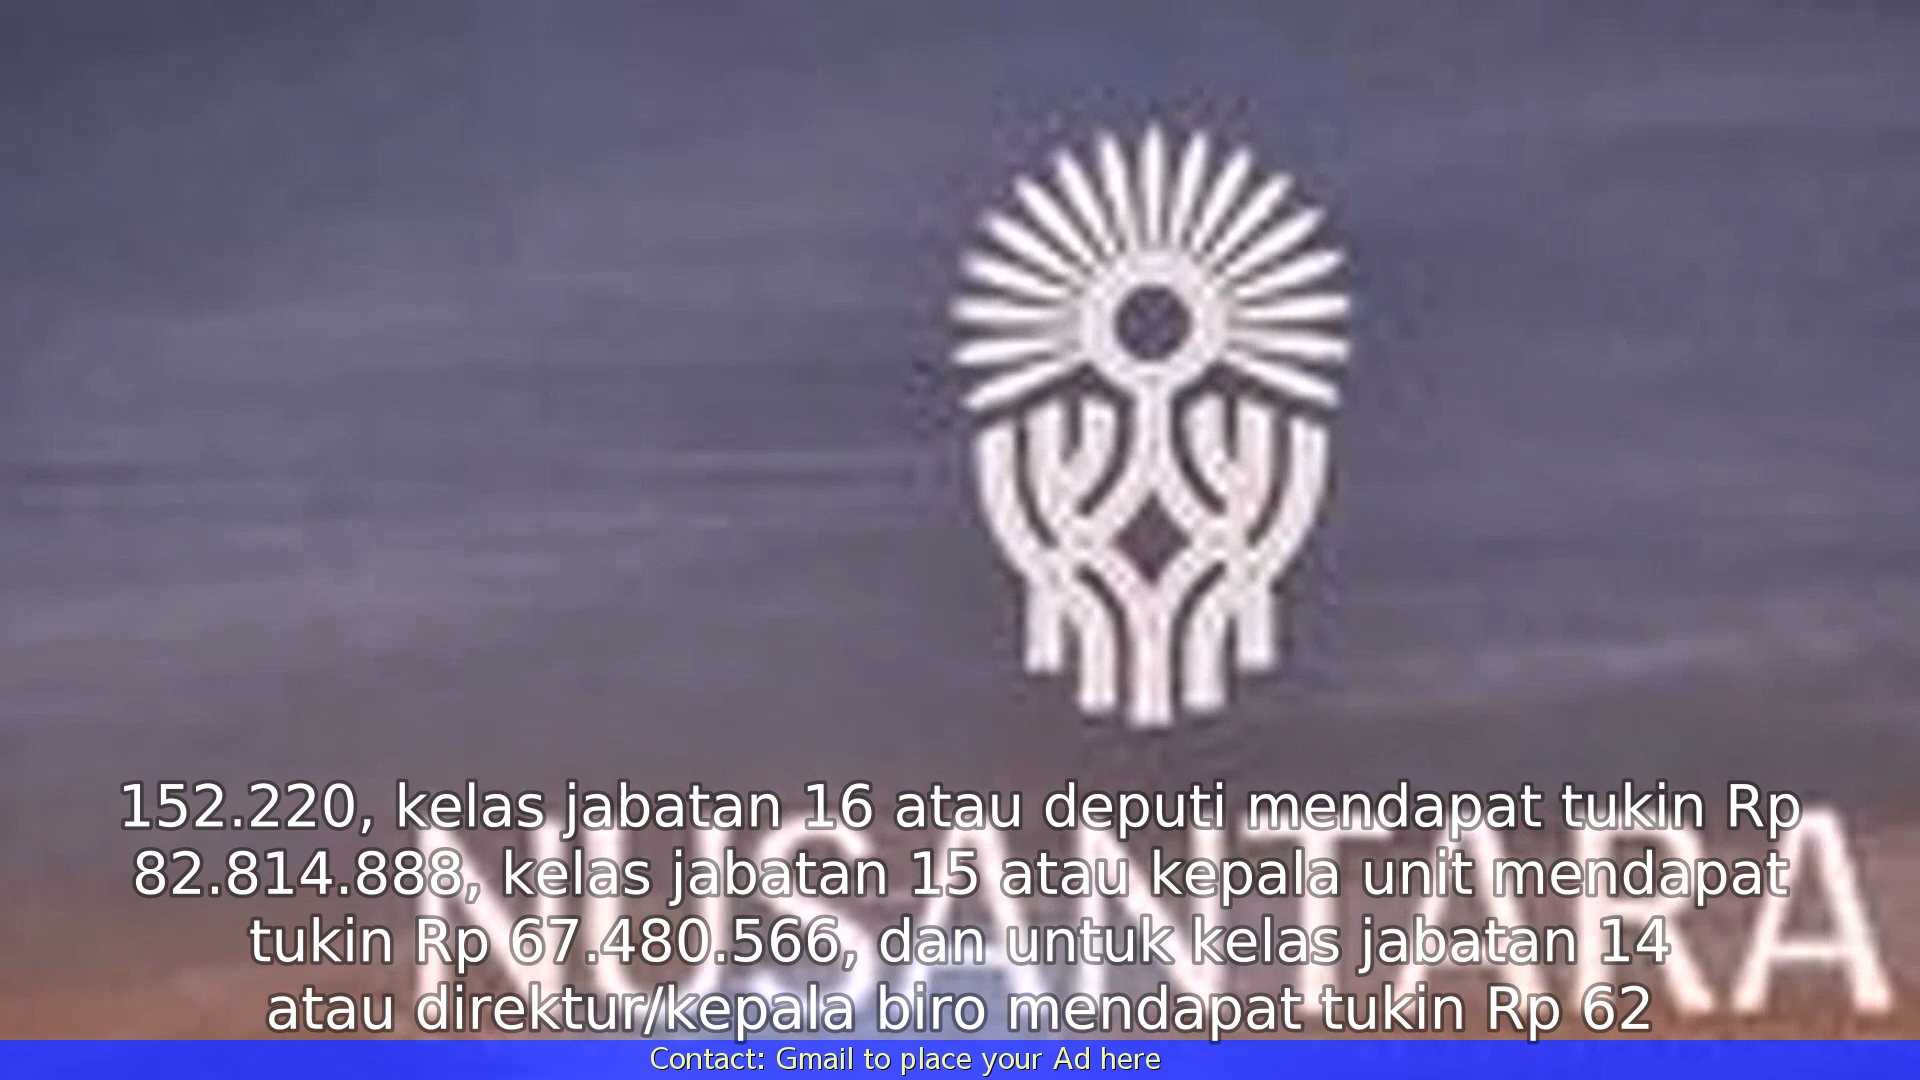 152.220, kelas jabatan 16 atau deputi mendapat tukin Rp
82.814.888, kelas jabatan 15 atau kepala unit mendapat
tukin Rp 67.480.566, dan untuk kelas jabatan 14
atau direktur/kepala biro mendapat tukin Rp 62
NUSANTARA
Contact: Gmail to place your Ad here